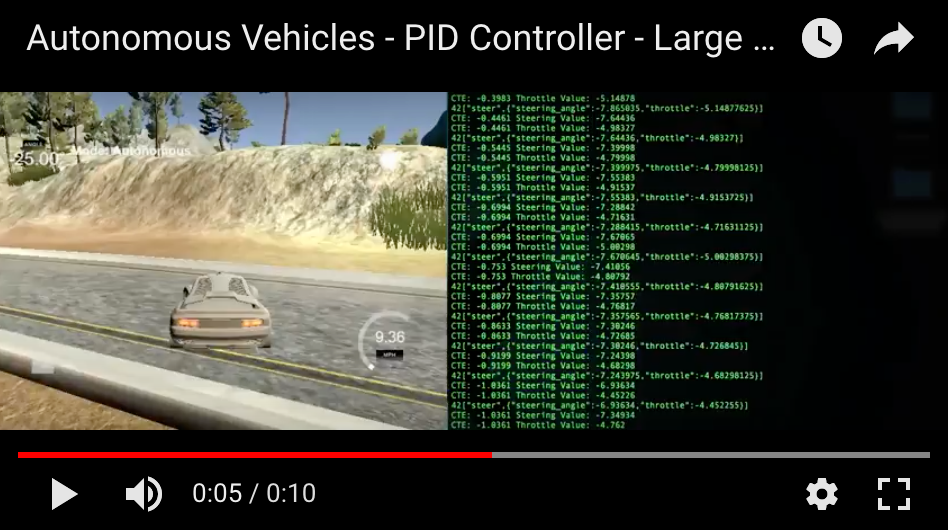 Autonomous Vehicles - PID Controller - Large ...
CTE: -0.3983 Throttle Value: -5.14878
42["steer",{"steering_angle":-7.865035,"throttle":-5.14877625}]
CTE: -0.4461 Steering Value: -7.64436
CTE: -0.4461 Throttle Value: -4.98327
42["steer",{"steering_angle":-7.64436,"throttle":-4.98327}]
CTE: -0.5445 Steering Value: -7.39998
CTE: -0.5445 Throttle Value: -4.79998
42["steer",{"steering_angle":-7.399975,"throttle":-4.79998125}]
CTE: -0.5951 Steering Value: -7.55383
CTE: -0.5951 Throttle Value: -4.91537
42["steer",{"steering_angle":-7.55383,"throttle":-4.9153725}]
CTE: -0.6994 Steering Value: -7.28842
CTE: -0.6994 Throttle Value: -4.71631
42["steer",{"steering_angle":-7.288415,"throttle":-4.71631125}]
CTE: -0.6994 Steering Value: -7.67065
CTE: -0.6994 Throttle Value: -5.00298
42["steer",{"steering_angle":-7.670645,"throttle":-5.00298375}]
CTE: -0.753 Steering Value: -7.41056
CTE: -0.753 Throttle Value: -4.80792
42["steer",{"steering_angle":-7.410555,"throttle":-4.80791625}]
CTE: -0.8077 Steering Value: -7.35757
CTE: -0.8077 Throttle Value: -4.76817
42["steer",{"steering_angle":-7.357565,"throttle":-4.76817375}]
CTE: -0.8633 Steering Value: -7.30246
CTE: -0.8633 Throttle Value: -4.72685
42["steer",{"steering_angle":-7.30246,"throttle":-4.726845}]
CTE: -0.9199 Steering Value: -7.24398
CTE: -0.9199 Throttle Value: -4.68298
42["steer",{"steering_angle":-7.243975,"throttle":-4.68298125}]
CTE: -1.0361 Steering Value: -6.93634
CTE: -1.0361 Throttle Value: -4.45226
42["steer",{"steering_angle":-6.93634,"throttle":-4.452255}]
CTE: -1.0361 Steering Value: -7.34934
CTE: -1.0361 Throttle Value: -4.762
ANGLE
-25.00
Mode: Autonomous
9.36
MPH
0:05 / 0:10